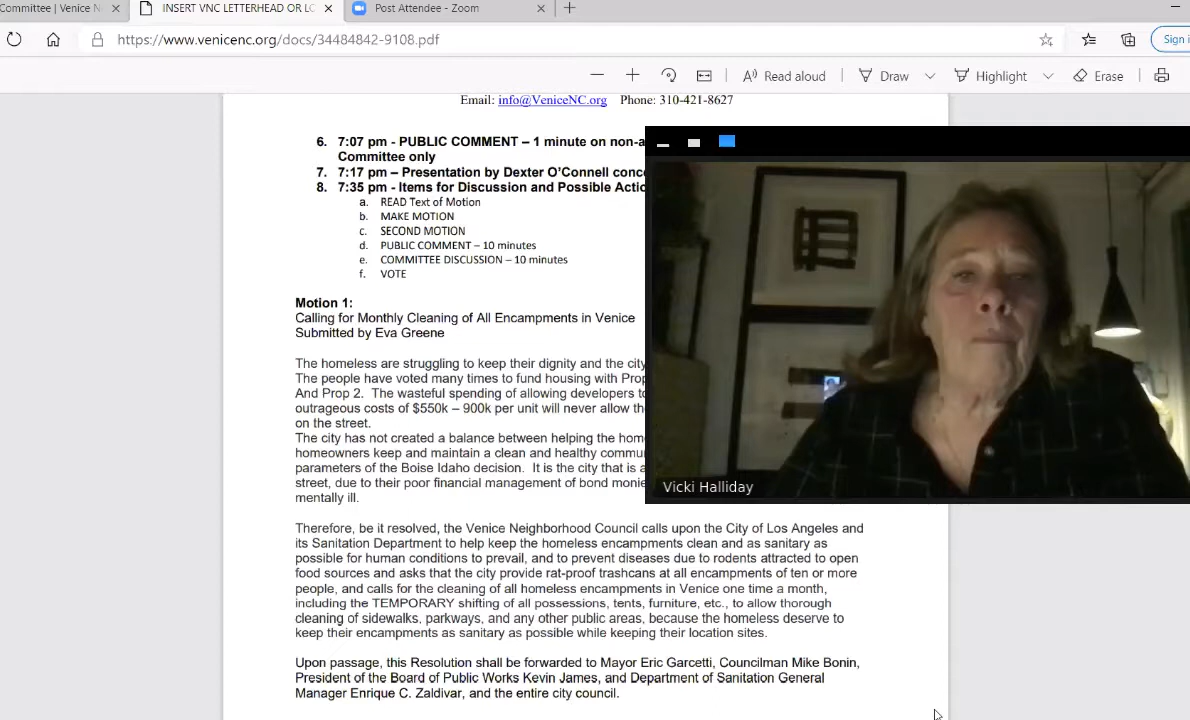 Committee | Venice N
INSERT VNC LETTERHEAD OR LC
Post Attendee - Zoom
https://www.venicenc.org/docs/34484842-9108.pdf
Sign i
Read aloud
Draw
Highlight
Erase
Email: info@VeniceNC.org Phone: 310-421-8627
6. 7:07 pm - PUBLIC COMMENT – 1 minute on non-a
Committee only
7. 7:17 pm – Presentation by Dexter O'Connell conc
8. 7:35 pm - Items for Discussion and Possible Actio
a. READ Text of Motion
b. MAKE MOTION
c. SECOND MOTION
d. PUBLIC COMMENT – 10 minutes
e. COMMITTEE DISCUSSION – 10 minutes
f. VOTE
Motion 1:
Calling for Monthly Cleaning of All Encampments in Venice
Submitted by Eva Greene
The homeless are struggling to keep their dignity and the city
The people have voted many times to fund housing with Prop
And Prop 2. The wasteful spending of allowing developers to
outrageous costs of $550k – 900k per unit will never allow th
on the street.
The city has not created a balance between helping the hom
homeowners keep and maintain a clean and healthy commu
parameters of the Boise Idaho decision. It is the city that is a
street, due to their poor financial management of bond monie
mentally ill.
Therefore, be it resolved, the Venice Neighborhood Council calls upon the City of Los Angeles and
its Sanitation Department to help keep the homeless encampments clean and as sanitary as
possible for human conditions to prevail, and to prevent diseases due to rodents attracted to open
food sources and asks that the city provide rat-proof trashcans at all encampments of ten or more
people, and calls for the cleaning of all homeless encampments in Venice one time a month,
including the TEMPORARY shifting of all possessions, tents, furniture, etc., to allow thorough
cleaning of sidewalks, parkways, and any other public areas, because the homeless deserve to
keep their encampments as sanitary as possible while keeping their location sites.
Upon passage, this Resolution shall be forwarded to Mayor Eric Garcetti, Councilman Mike Bonin,
President of the Board of Public Works Kevin James, and Department of Sanitation General
Manager Enrique C. Zaldivar, and the entire city council.
Vicki Halliday